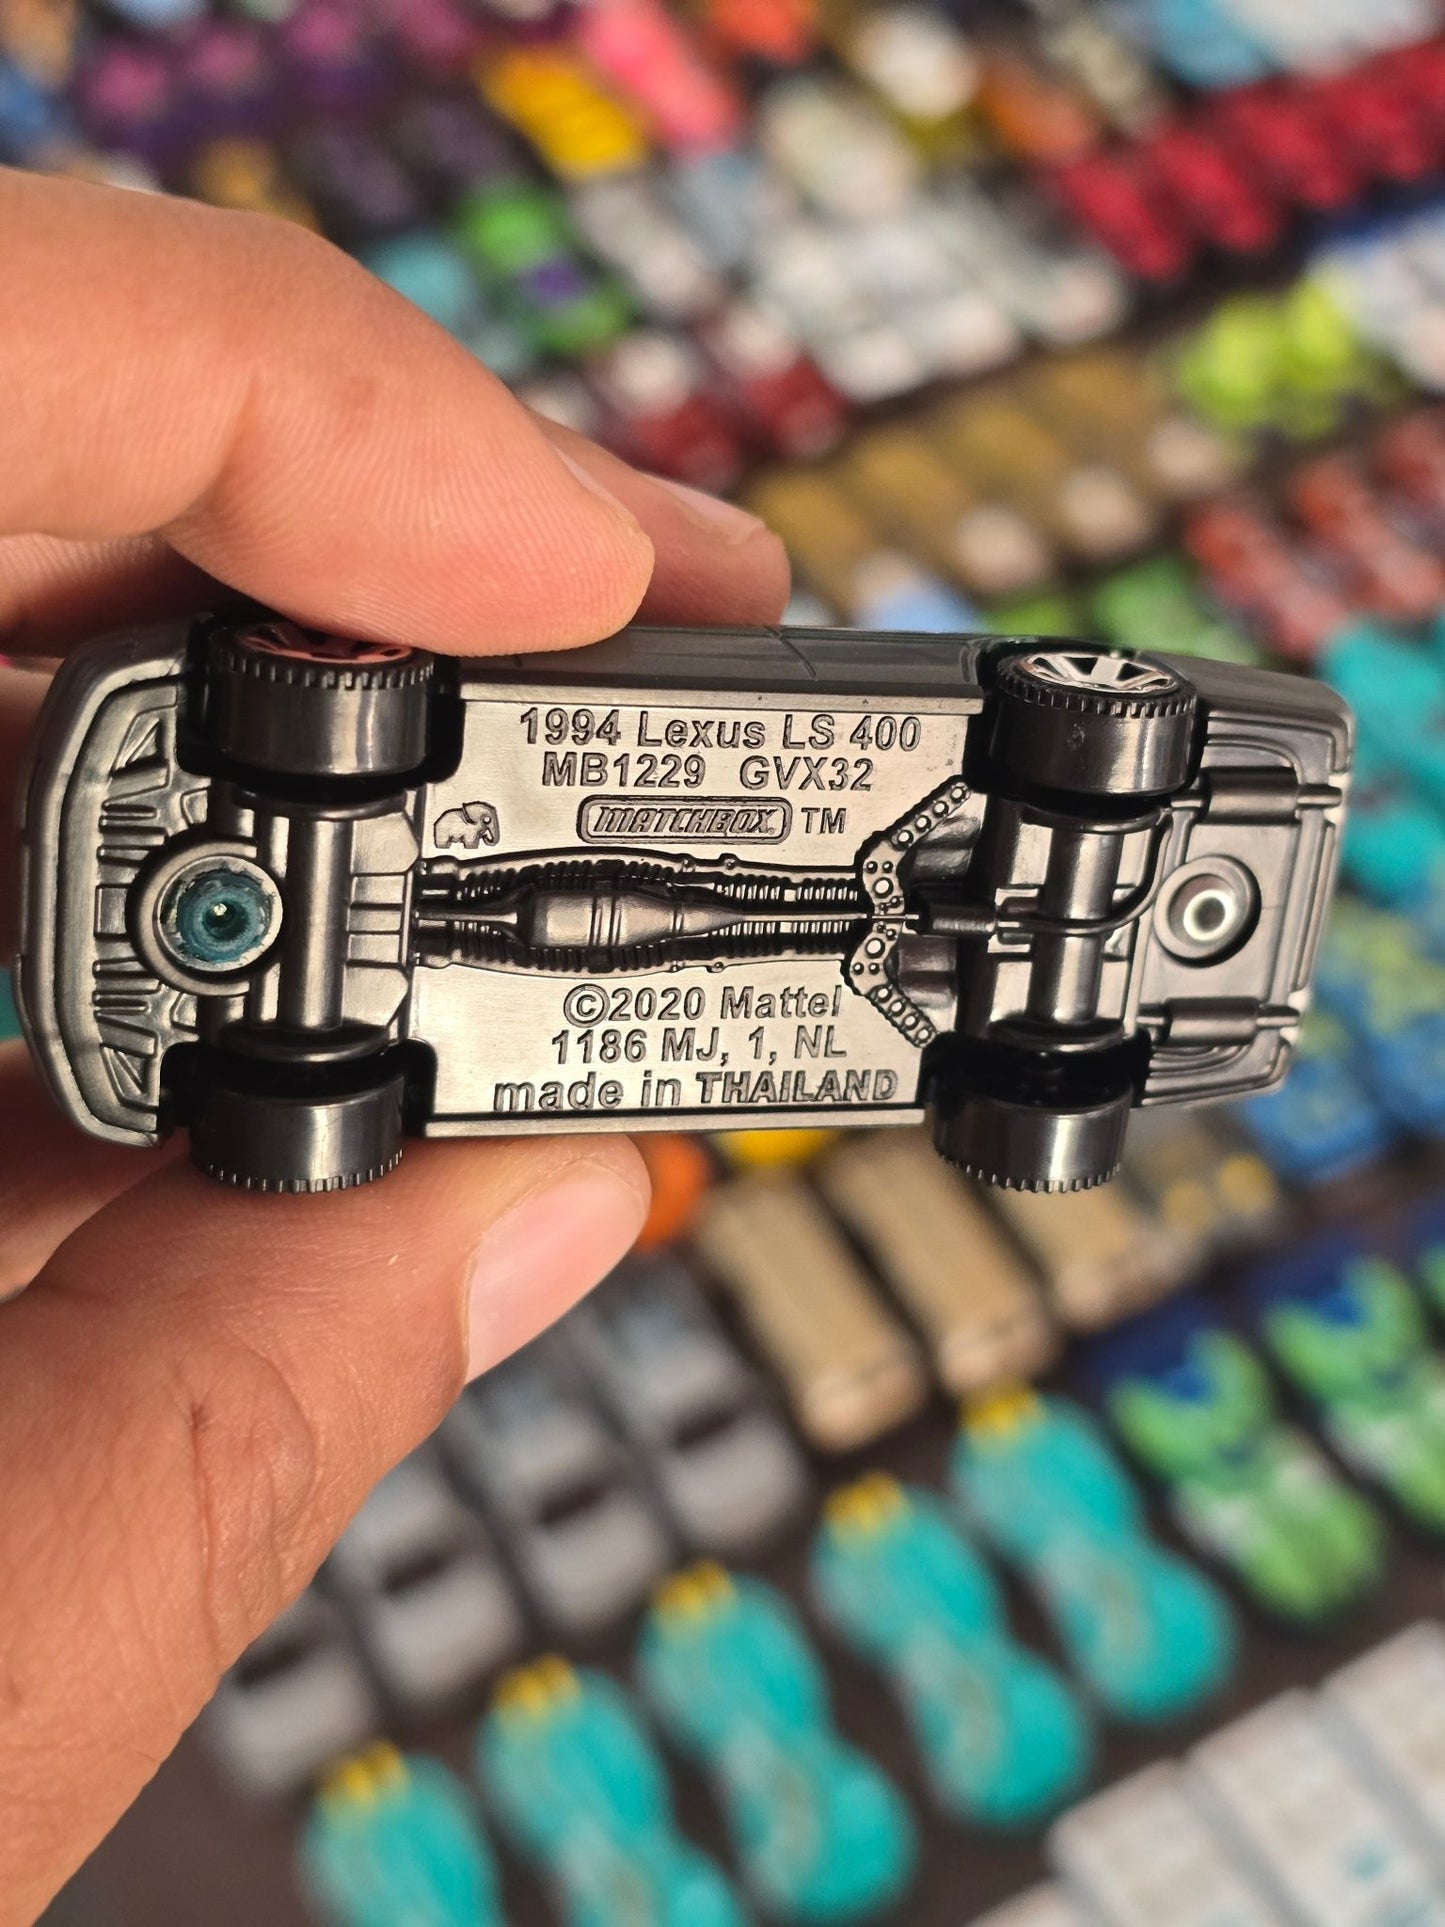 1994 Lexus LS 400
MB1229 GVX32
MATCHBOX TM
©2020 Mattel
1186 MJ, 1, NL
made in THAILAND